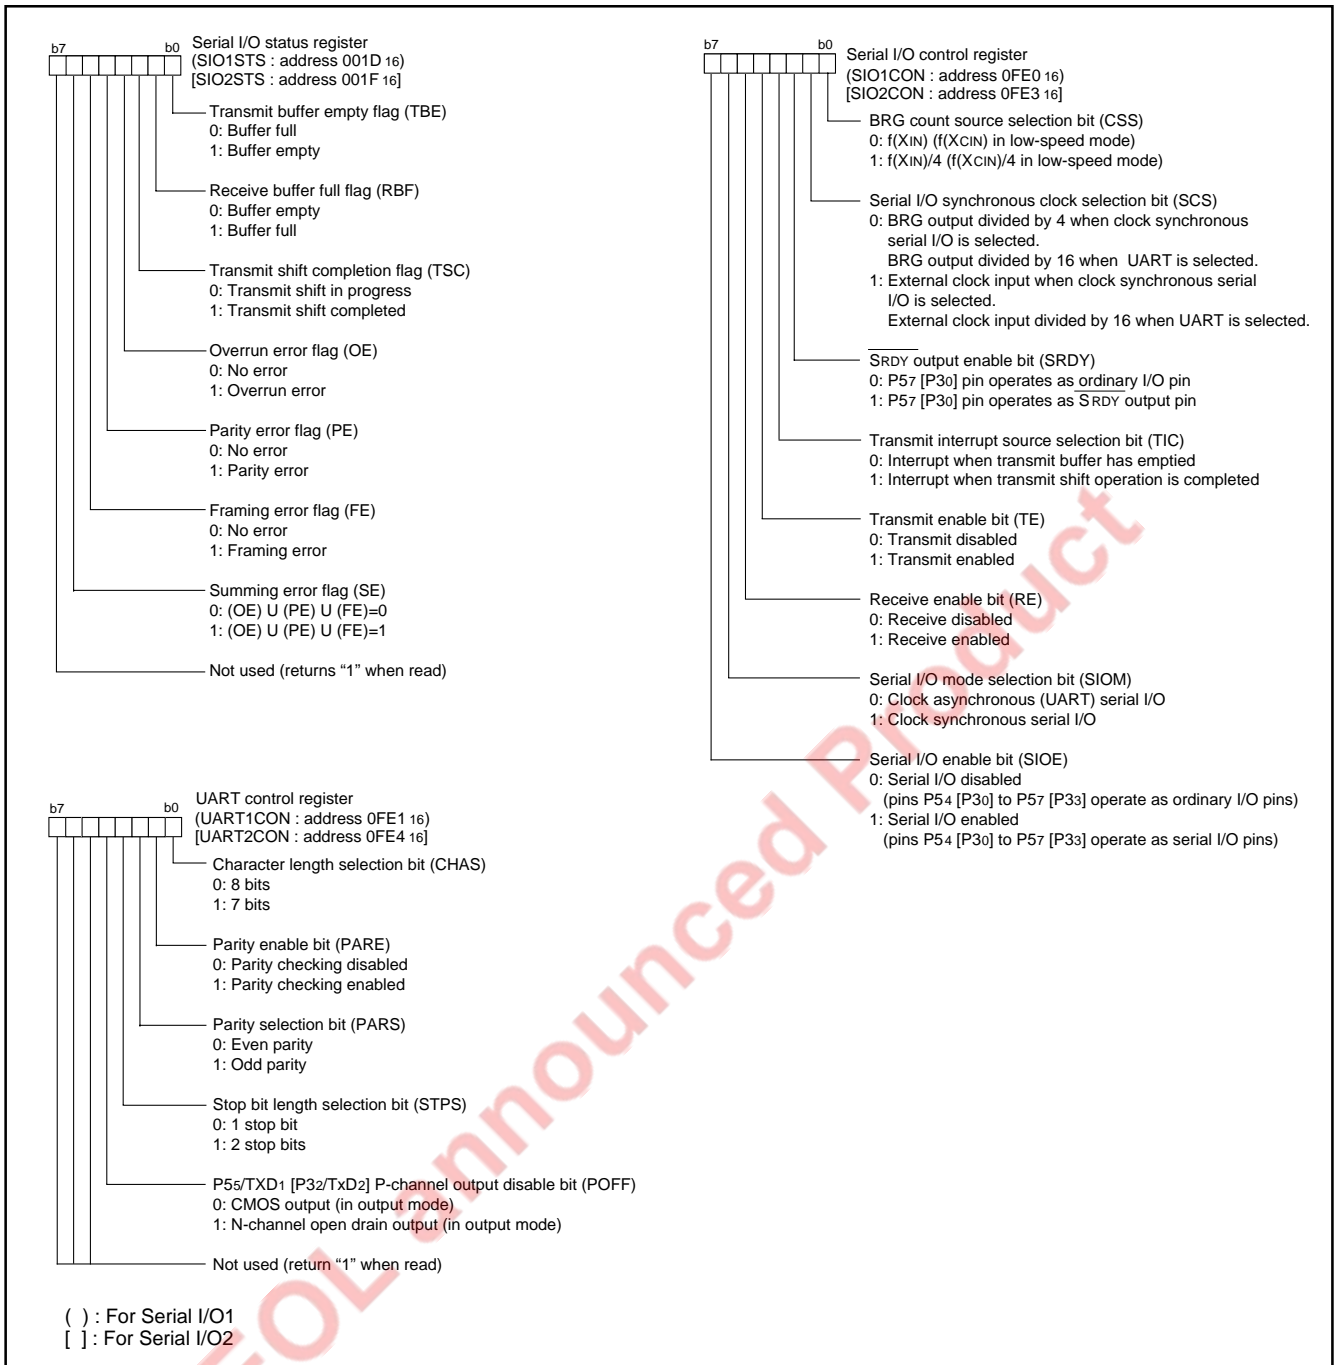 b7 b0 Serial I/O status register
(SIO1STS : address 001D 16)
[SIO2STS : address 001F 16]
Transmit buffer empty flag (TBE)
0: Buffer full
1: Buffer empty
Receive buffer full flag (RBF)
0: Buffer empty
1: Buffer full
Transmit shift completion flag (TSC)
0: Transmit shift in progress
1: Transmit shift completed
Overrun error flag (OE)
0: No error
1: Overrun error
Parity error flag (PE)
0: No error
1: Parity error
Framing error flag (FE)
0: No error
1: Framing error
Summing error flag (SE)
0: (OE) U (PE) U (FE)=0
1: (OE) U (PE) U (FE)=1
Not used (returns “1” when read)
b7 b0 UART control register
(UART1CON : address 0FE1 16)
[UART2CON : address 0FE4 16]
Character length selection bit (CHAS)
0: 8 bits
1: 7 bits
Parity enable bit (PARE)
0: Parity checking disabled
1: Parity checking enabled
Parity selection bit (PARS)
0: Even parity
1: Odd parity
Stop bit length selection bit (STPS)
0: 1 stop bit
1: 2 stop bits
P55/TXD1 [P32/TxD2] P-channel output disable bit (POFF)
0: CMOS output (in output mode)
1: N-channel open drain output (in output mode)
Not used (return “1” when read)
( ) : For Serial I/O1
[ ] : For Serial I/O2
b7 b0 Serial I/O control register
(SIO1CON : address 0FE0 16)
[SIO2CON : address 0FE3 16]
BRG count source selection bit (CSS)
0: f(XIN) (f(XCIN) in low-speed mode)
1: f(XIN)/4 (f(XCIN)/4 in low-speed mode)
Serial I/O synchronous clock selection bit (SCS)
0: BRG output divided by 4 when clock synchronous
serial I/O is selected.
BRG output divided by 16 when UART is selected.
1: External clock input when clock synchronous serial
I/O is selected.
External clock input divided by 16 when UART is selected.
SRDY output enable bit (SRDY)
0: P57 [P30] pin operates as ordinary I/O pin
1: P57 [P30] pin operates as SRDY output pin
Transmit interrupt source selection bit (TIC)
0: Interrupt when transmit buffer has emptied
1: Interrupt when transmit shift operation is completed
Transmit enable bit (TE)
0: Transmit disabled
1: Transmit enabled
Receive enable bit (RE)
0: Receive disabled
1: Receive enabled
Serial I/O mode selection bit (SIOM)
0: Clock asynchronous (UART) serial I/O
1: Clock synchronous serial I/O
Serial I/O enable bit (SIOE)
0: Serial I/O disabled
(pins P54 [P30] to P57 [P33] operate as ordinary I/O pins)
1: Serial I/O enabled
(pins P54 [P30] to P57 [P33] operate as serial I/O pins)
EOL announced Product